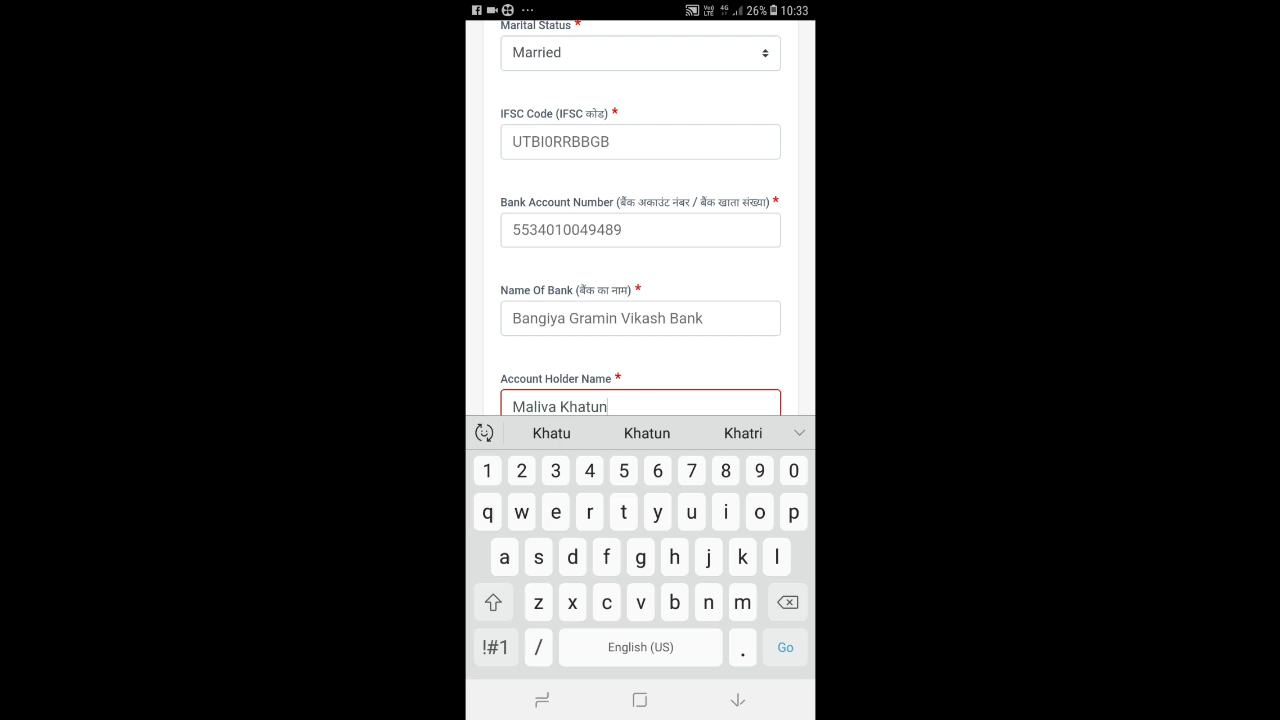 26% 10:33
Marital Status *
Married
IFSC Code (IFSC कोड) *
UTBI0RRBBGB
Bank Account Number (बैंक अकाउंट नंबर / बैंक खाता संख्या) *
5534010049489
Name Of Bank (बैंक का नाम) *
Bangiya Gramin Vikash Bank
Account Holder Name *
Maliva Khatun
Khatu Khatun Khatri
1 2 3 4 5 6 7 8 9 0
q w e r t y u i o p
a s d f g h j k l
z x c v b n m
!#1 / English (US) . Go